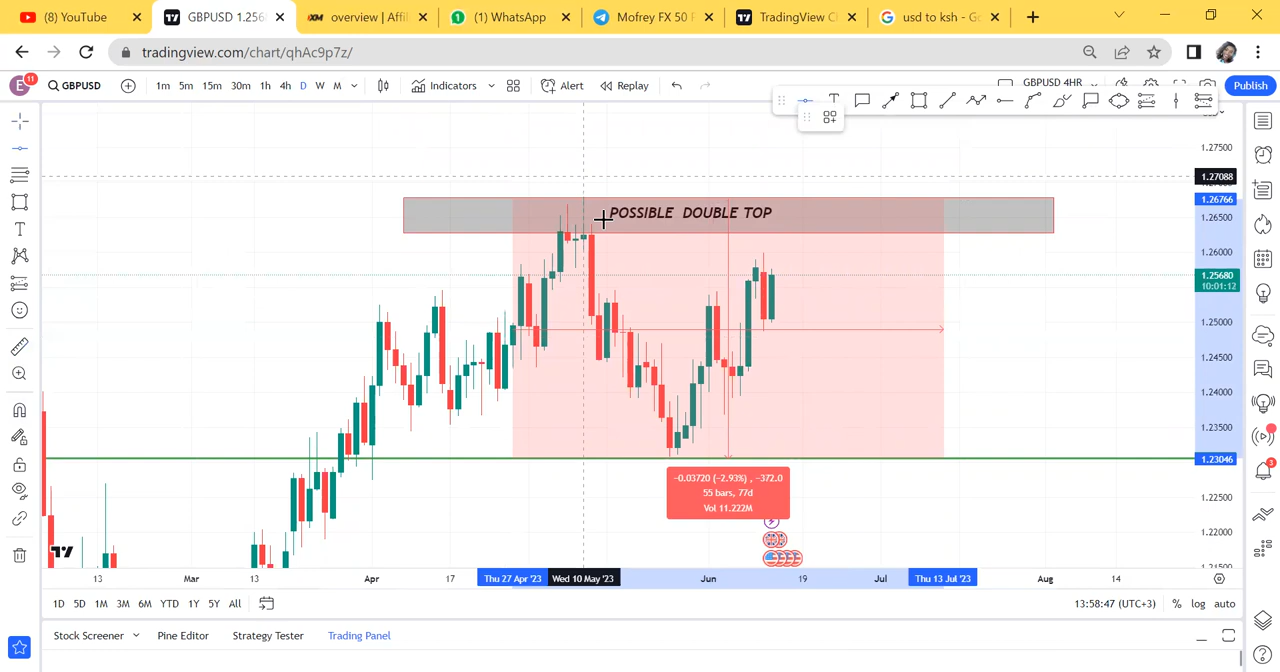 (8) YouTube
GBPUSD 1.256
XM overview | Affili
(1) WhatsApp
Mofrey FX 50 F
TradingView C
usd to ksh - G
tradingview.com/chart/qhAc9p7z/
E 11 GBPUSD 1m 5m 15m 30m 1h 4h D W M Indicators Alert Replay GBPUSD 4HR Publish
1.27500
1.27088
1.26766
POSSIBLE DOUBLE TOP
1.26500
1.26000
1.25680
10:01:12
1.25000
1.24500
1.24000
1.23500
1.23046
-0.03720 (-2.93%) , -372.0
55 bars, 77d
Vol 11.222M
1.22500
1.22000
13 Mar 13 Apr 17 Thu 27 Apr '23 Wed 10 May '23 Jun 19 Jul Thu 13 Jul '23 Aug 14
1D 5D 1M 3M 6M YTD 1Y 5Y All
13:58:47 (UTC+3) % log auto
Stock Screener Pine Editor Strategy Tester Trading Panel